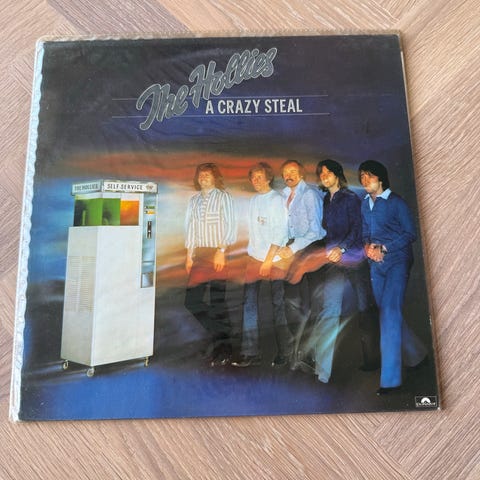 The Hollies
A CRAZY STEAL
THE HOLLIES SELF-SERVICE